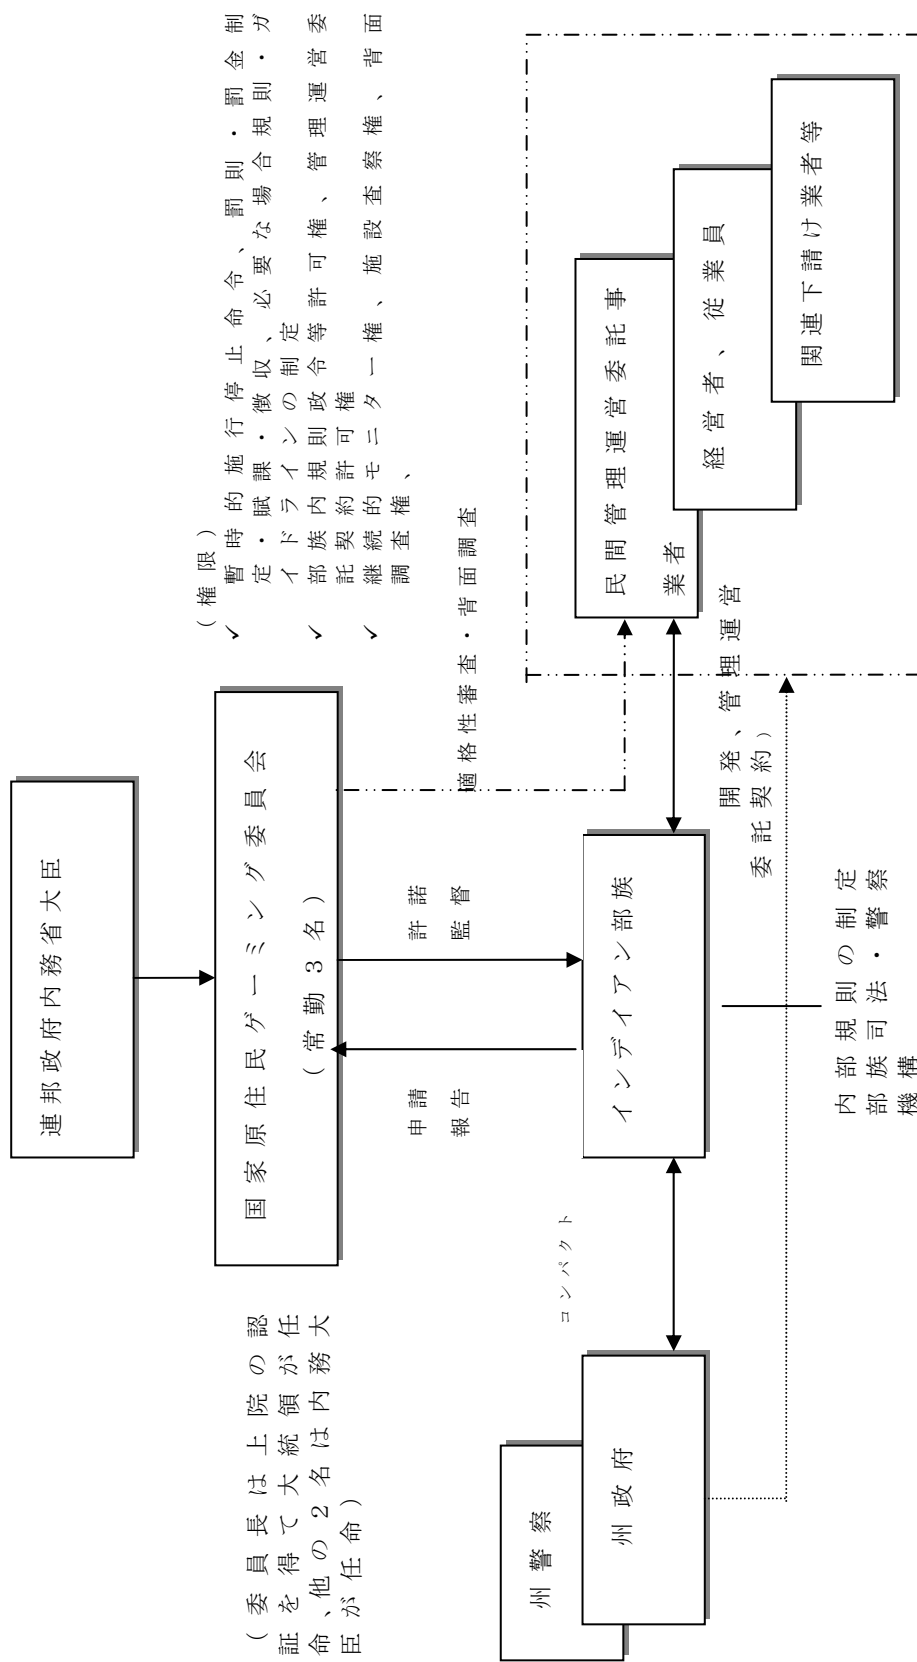 連邦政府内務省大臣
国家原住民ゲーミング委員会
（常勤３名）
（委員長は上院の認
証を得て大統領が任
命、他の２名は内務大
臣が任命）
（権限）
✓ 暫時的施行停止命令、罰則・罰金制
定・賦課・徴収、必要な場合規則・ガ
イドラインの制定
✓ 部族内規則政令等許可権、管理運営委
託契約許可権
✓ 継続的モニター権、施設査察権、背面
調査権、
申請
報告
許諾
監督
適格性審査・背面調査
州警察
州政府
コンパクト
インデイアン部族
開発、管理運営
委託契約）
民間管理運営委託事
業者
経営者、従業員
関連下請け業者等
内部規則の制定
部族司法・警察
機構